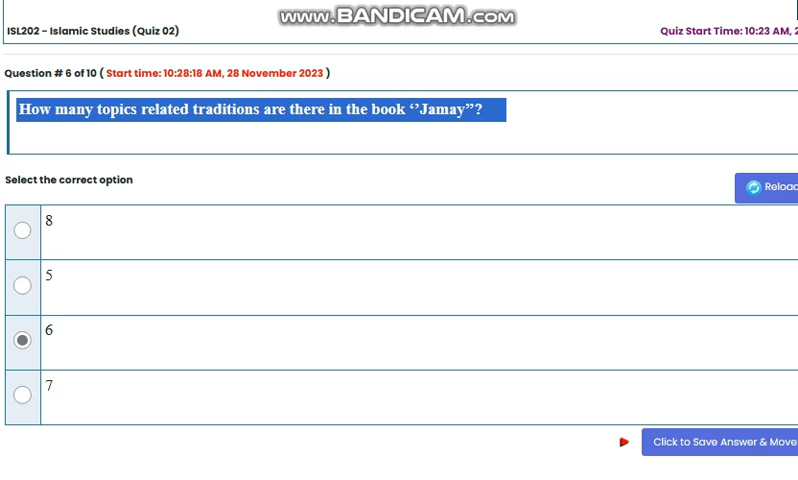 www.BANDICAM.com
ISL202 - Islamic Studies (Quiz 02)
Quiz Start Time: 10:23 AM, 2
Question # 6 of 10 ( Start time: 10:28:18 AM, 28 November 2023 )
How many topics related traditions are there in the book ‘’Jamay”?
Select the correct option
Reload
8
5
6
7
Click to Save Answer & Move